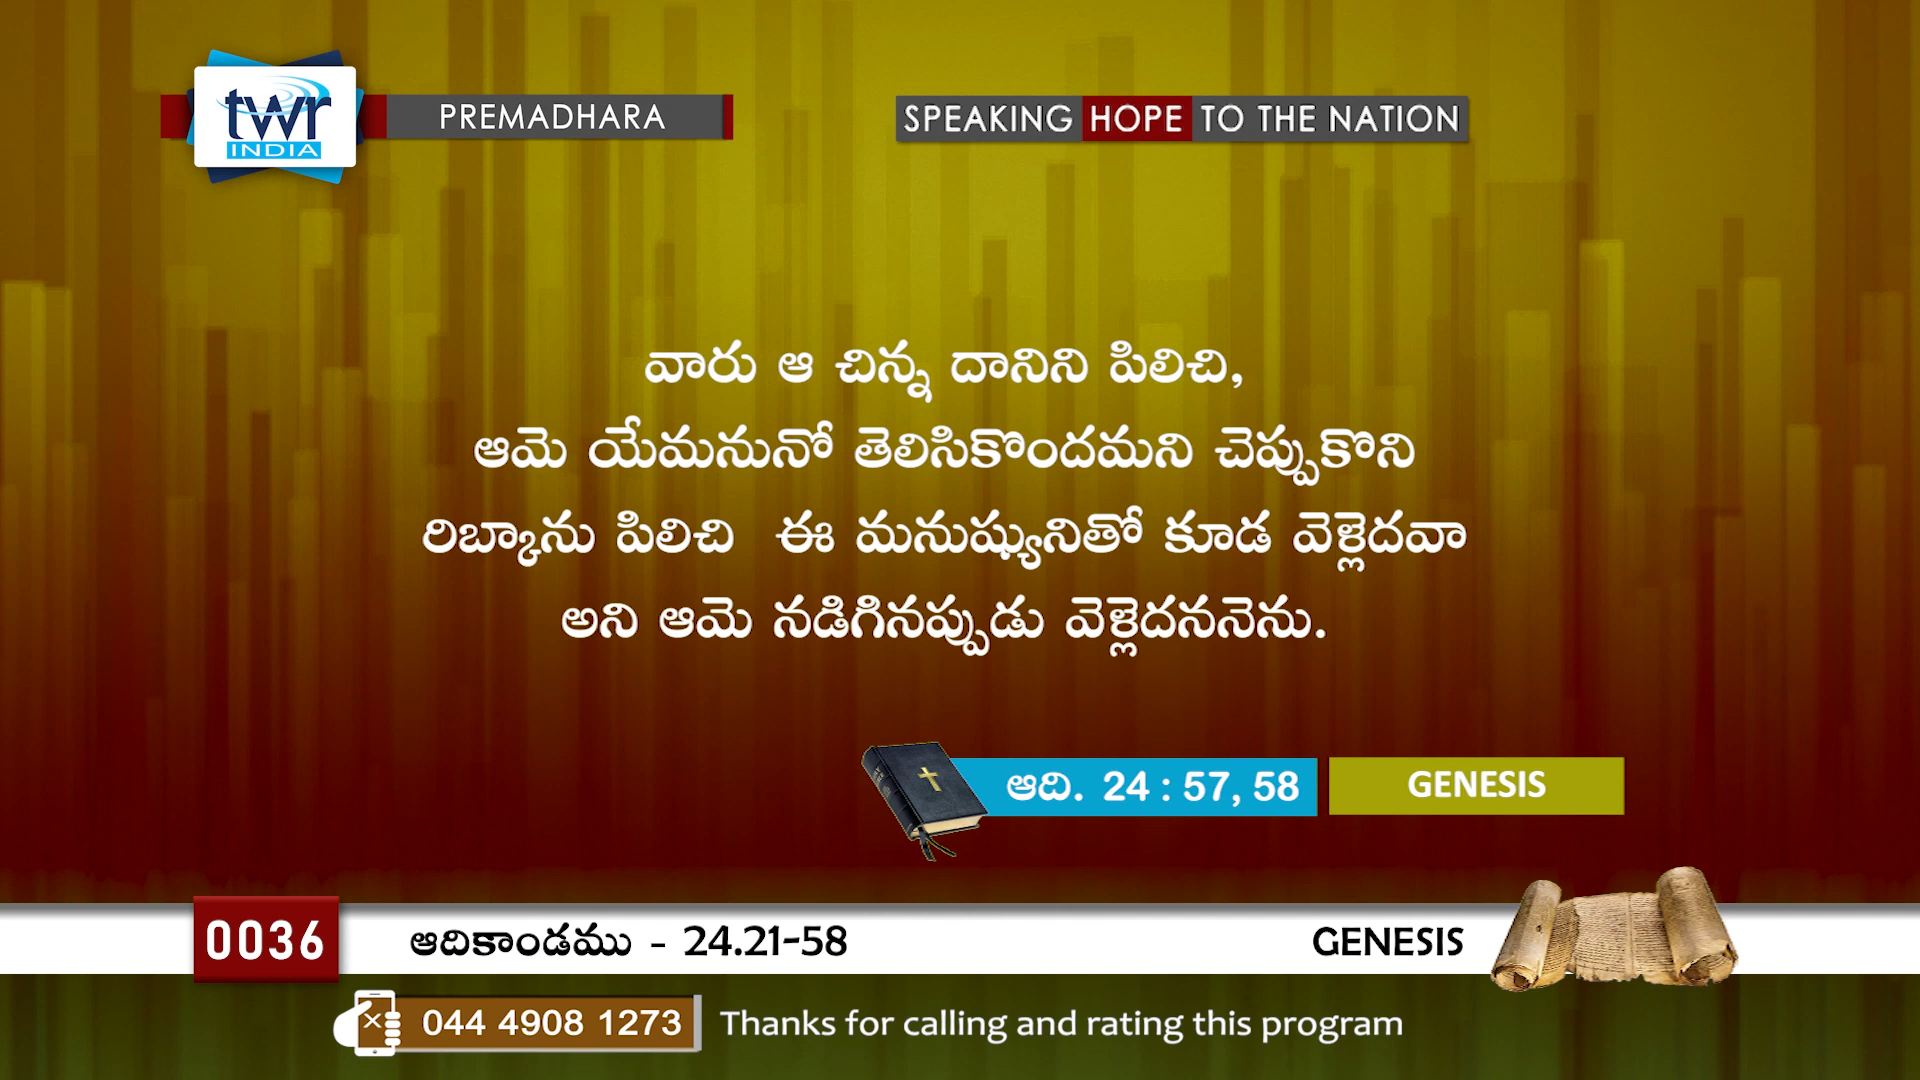 twr
INDIA
PREMADHARA
SPEAKING HOPE TO THE NATION
వారు ఆ చిన్న దానిని పిలిచి,
ఆమె యేమనునో తెలిసికొందమని చెప్పుకొని
రిబ్కాను పిలిచి ఈ మనుష్యునితో కూడ వెళ్లెదవా
అని ఆమె నడిగినప్పుడు వెళ్లెదననెను.
ఆది. 24 : 57, 58
GENESIS
0036
ఆదికాండము - 24.21-58
GENESIS
044 4908 1273
Thanks for calling and rating this program